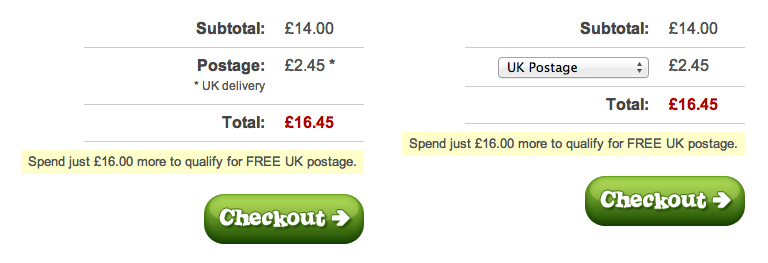 Subtotal: £14.00
Postage: £2.45 *
* UK delivery
Total: £16.45
Spend just £16.00 more to qualify for FREE UK postage.
Checkout
Subtotal: £14.00
UK Postage £2.45
Total: £16.45
Spend just £16.00 more to qualify for FREE UK postage.
Checkout